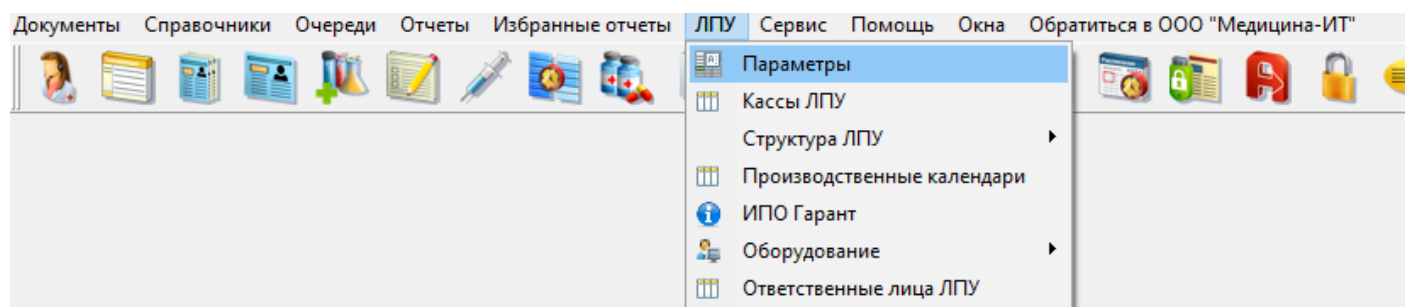 Документы Справочники Очереди Отчеты Избранные отчеты ЛПУ Сервис Помощь Окна Обратиться в ООО "Медицина-ИТ"
Параметры
Кассы ЛПУ
Структура ЛПУ
Производственные календари
ИПО Гарант
Оборудование
Ответственные лица ЛПУ